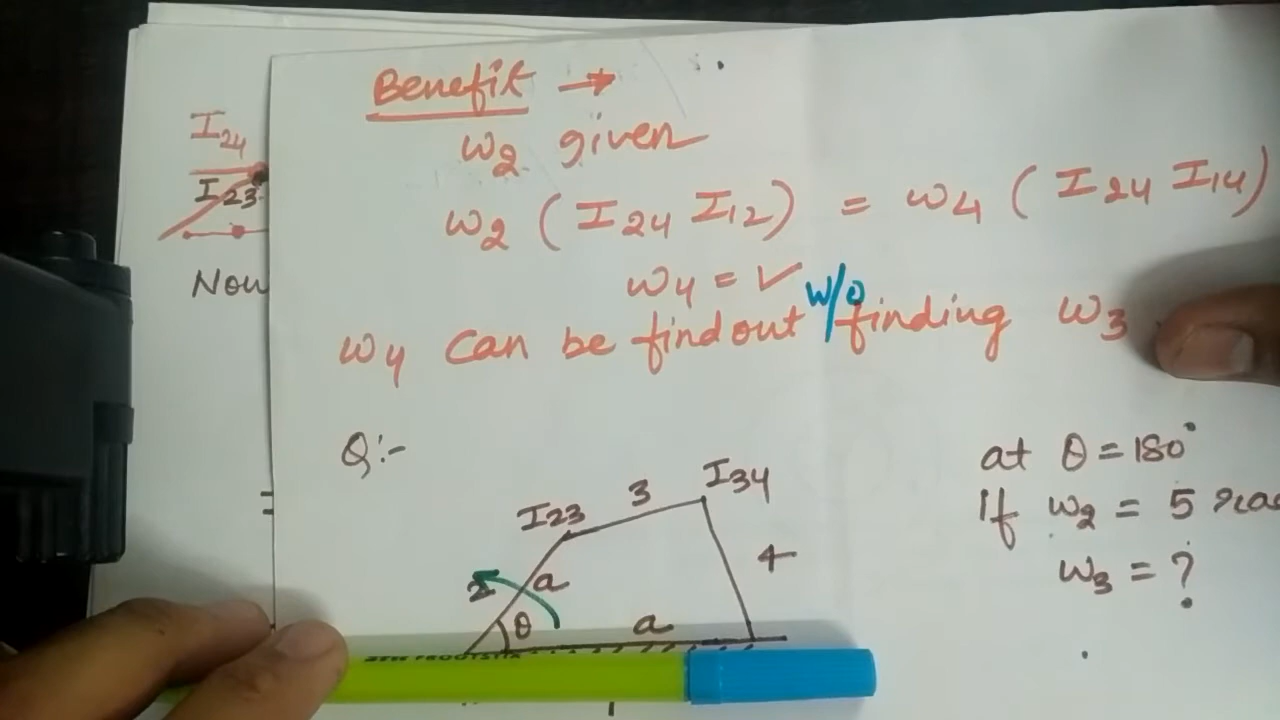 Benefit →
I24
ω2 given
I23
ω2 ( I24 I12 ) = ω4 ( I24 I14 )
ω4 = ✓
ω4 can be findout w/o finding ω3
Q:-
at θ = 180°
If ω2 = 5
ω3 = ?
I23 3 I34
2 a 4
θ a